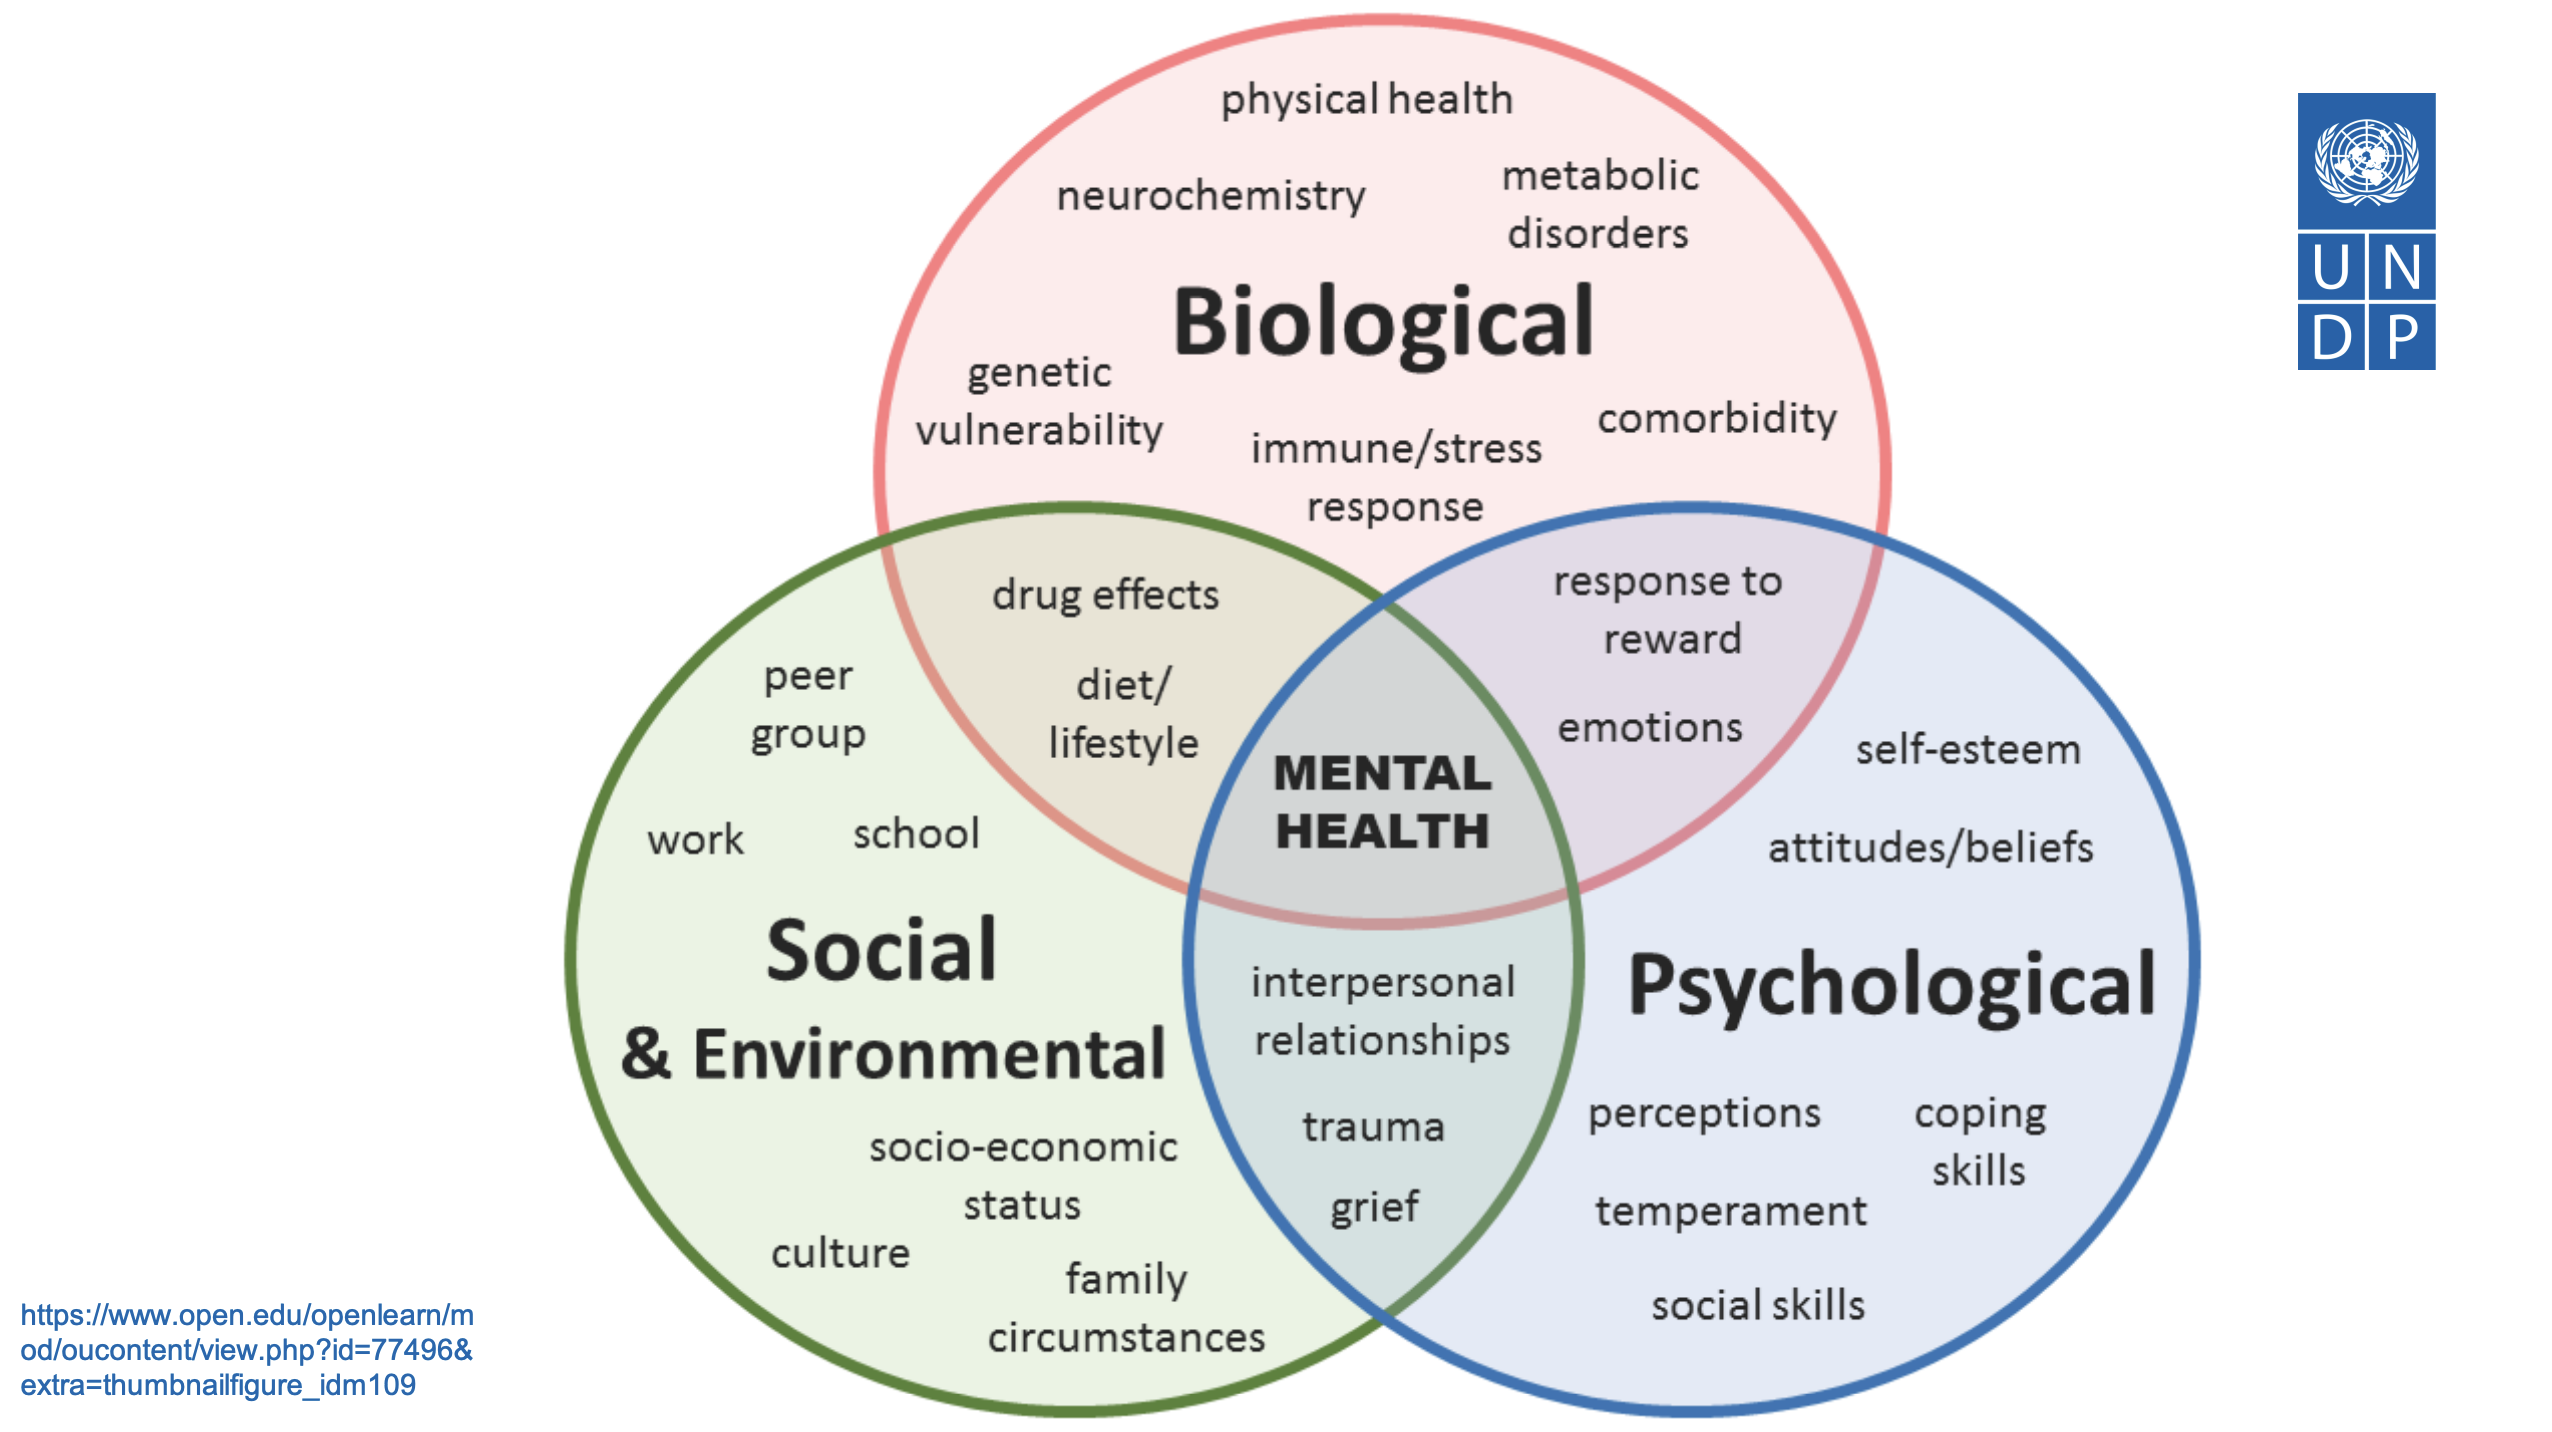 physical health
neurochemistry
metabolic
disorders
Biological
genetic
vulnerability
immune/stress
response
comorbidity
drug effects
diet/
lifestyle
response to
reward
emotions
MENTAL
HEALTH
peer
group
work
school
Social
& Environmental
socio-economic
status
culture
family
circumstances
interpersonal
relationships
trauma
grief
self-esteem
attitudes/beliefs
Psychological
perceptions
coping
skills
temperament
social skills
U N
D P
https://www.open.edu/openlearn/m
od/oucontent/view.php?id=77496&
extra=thumbnailfigure_idm109